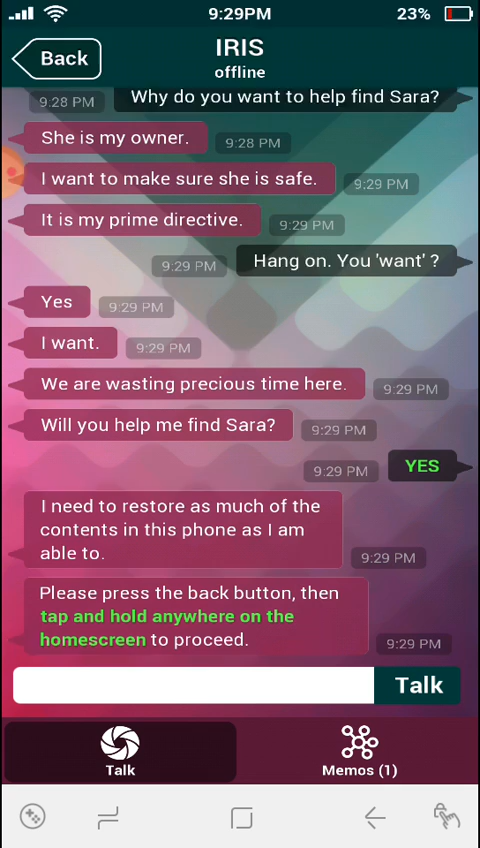 9:29PM
23%
Back
IRIS
offline
9:28 PM
Why do you want to help find Sara?
She is my owner.
9:28 PM
I want to make sure she is safe.
9:29 PM
It is my prime directive.
9:29 PM
9:29 PM
Hang on. You 'want' ?
Yes
9:29 PM
I want.
9:29 PM
We are wasting precious time here.
9:29 PM
Will you help me find Sara?
9:29 PM
9:29 PM
YES
I need to restore as much of the
contents in this phone as I am
able to.
9:29 PM
Please press the back button, then
tap and hold anywhere on the
homescreen to proceed.
9:29 PM
Talk
Talk
Memos (1)